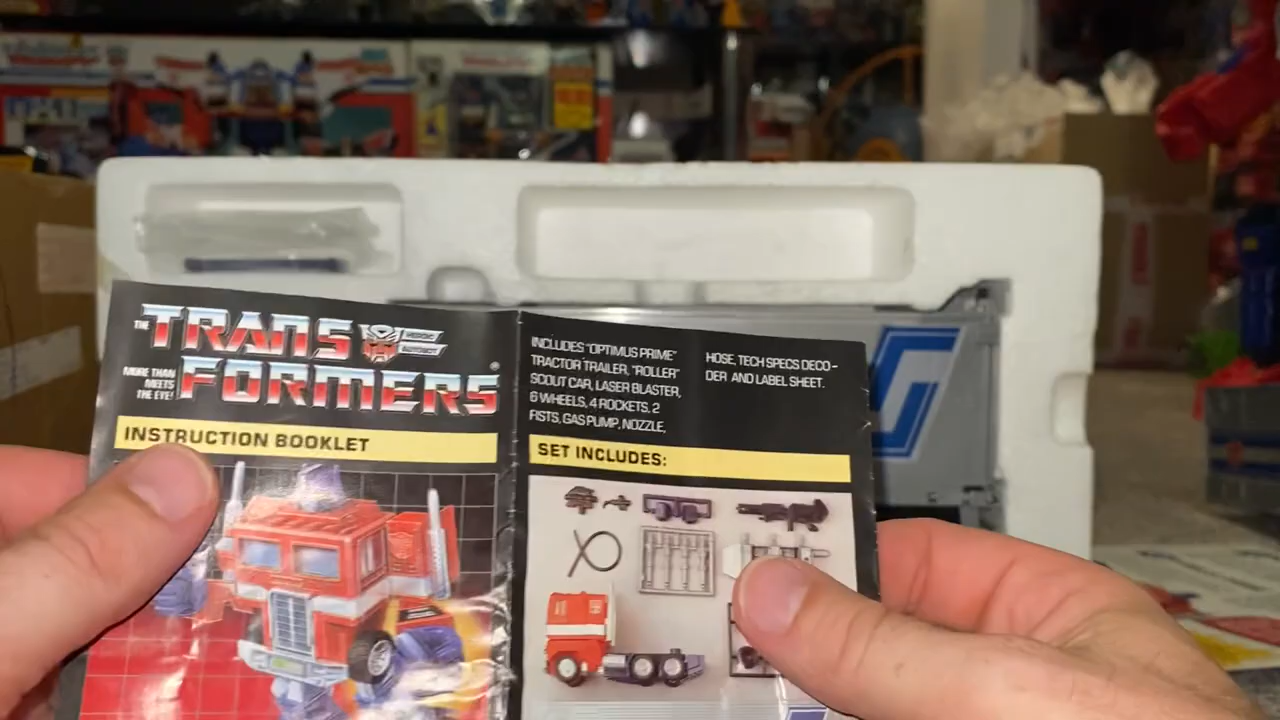 THE
TRANS
MORE THAN
MEETS
THE EYE!
FORMERS
®
INSTRUCTION BOOKLET
INCLUDES "OPTIMUS PRIME"
TRACTOR TRAILER, "ROLLER"
SCOUT CAR, LASER BLASTER,
6 WHEELS, 4 ROCKETS, 2
FISTS, GAS PUMP, NOZZLE,
HOSE, TECH SPECS DECO-
DER AND LABEL SHEET.
SET INCLUDES: